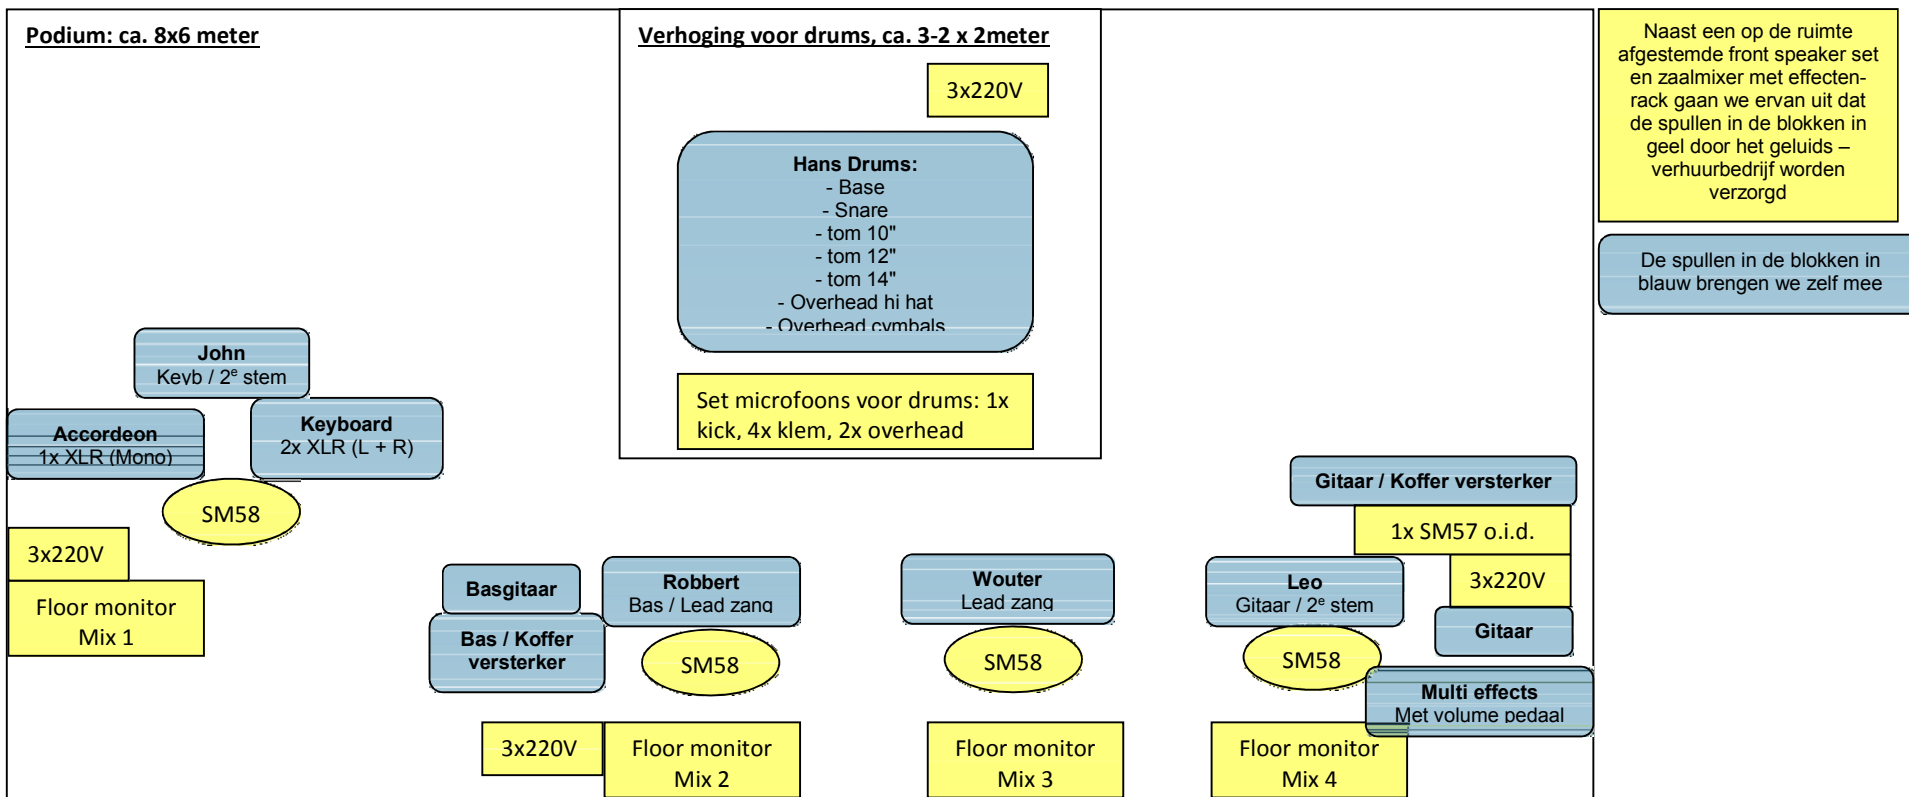 Podium: ca. 8x6 meter
Verhoging voor drums, ca. 3-2 x 2meter
3x220V
Hans Drums:
- Base
- Snare
- tom 10"
- tom 12"
- tom 14"
- Overhead hi hat
- Overhead cymbals
Set microfoons voor drums: 1x
kick, 4x klem, 2x overhead
Naast een op de ruimte
afgestemde front speaker set
en zaalmixer met effecten-
rack gaan we ervan uit dat
de spullen in de blokken in
geel door het geluids –
verhuurbedrijf worden
verzorgd
De spullen in de blokken in
blauw brengen we zelf mee
John
Keyb / 2e stem
Accordeon
1x XLR (Mono)
Keyboard
2x XLR (L + R)
SM58
3x220V
Floor monitor
Mix 1
Basgitaar
Bas / Koffer
versterker
Robbert
Bas / Lead zang
SM58
3x220V
Floor monitor
Mix 2
Wouter
Lead zang
SM58
Floor monitor
Mix 3
Gitaar / Koffer versterker
1x SM57 o.i.d.
3x220V
Leo
Gitaar / 2e stem
Gitaar
SM58
Multi effects
Met volume pedaal
Floor monitor
Mix 4